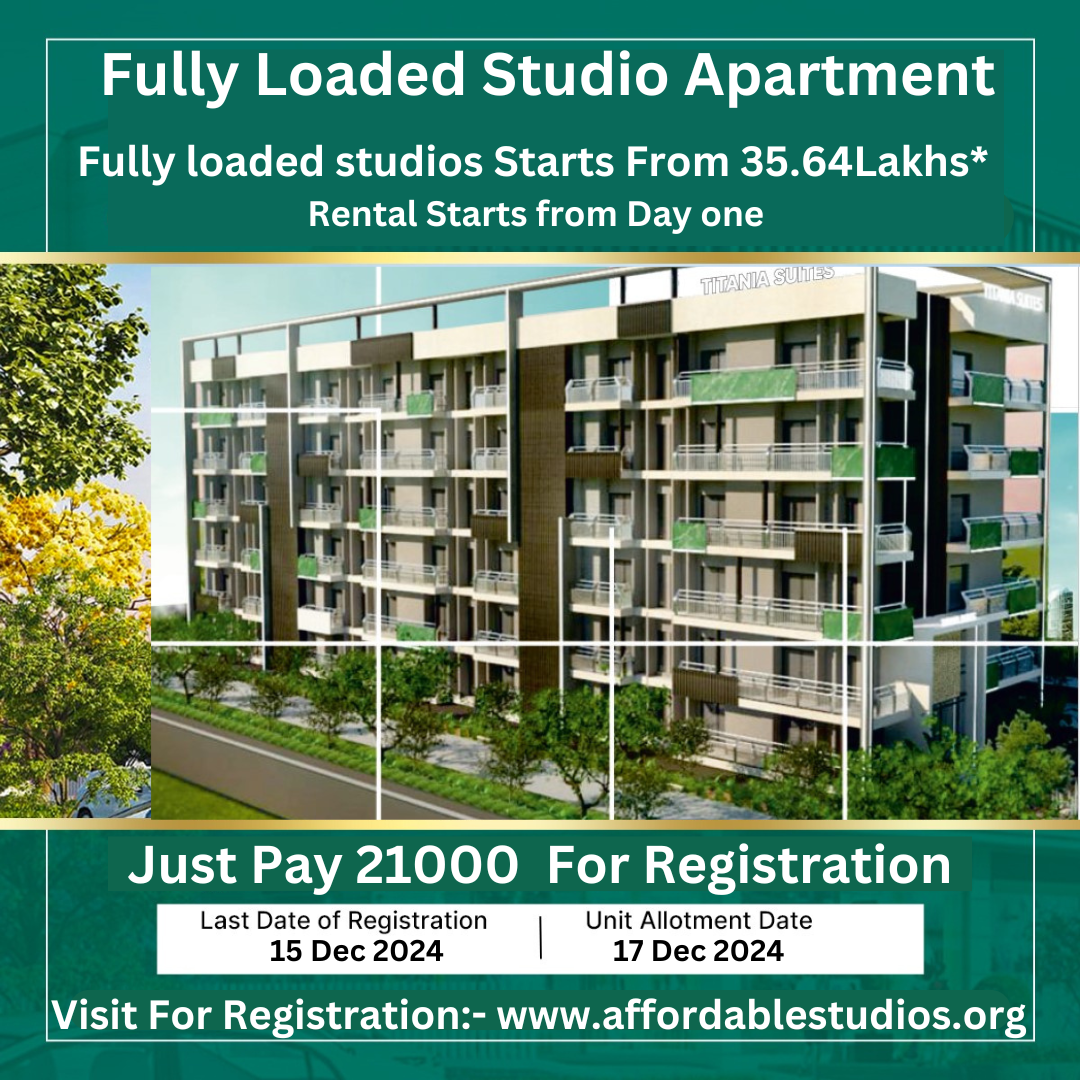 Fully Loaded Studio Apartment
Fully loaded studios Starts From 35.64Lakhs*
Rental Starts from Day one
TITANIA SUITES
TITANIA SUITES
Just Pay 21000 For Registration
Last Date of Registration | Unit Allotment Date
15 Dec 2024 17 Dec 2024
Visit For Registration:- www.affordablestudios.org